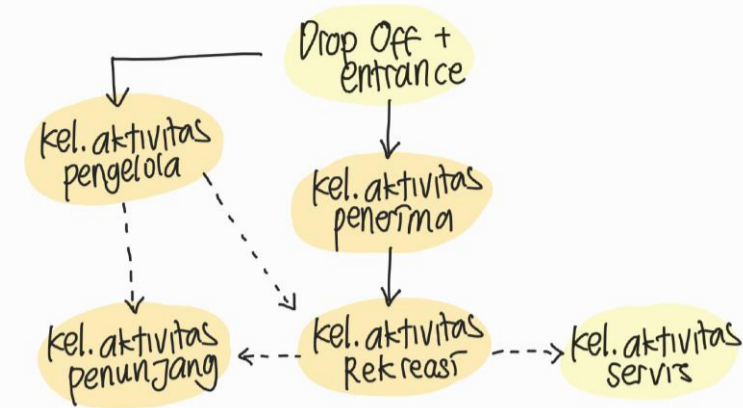 Drop Off +
entrance
kel. aktivitas
pengelola
kel. aktivitas
penerima
kel. aktivitas
penunjang
kel. aktivitas
Rekreasi
kel. aktivitas
servis